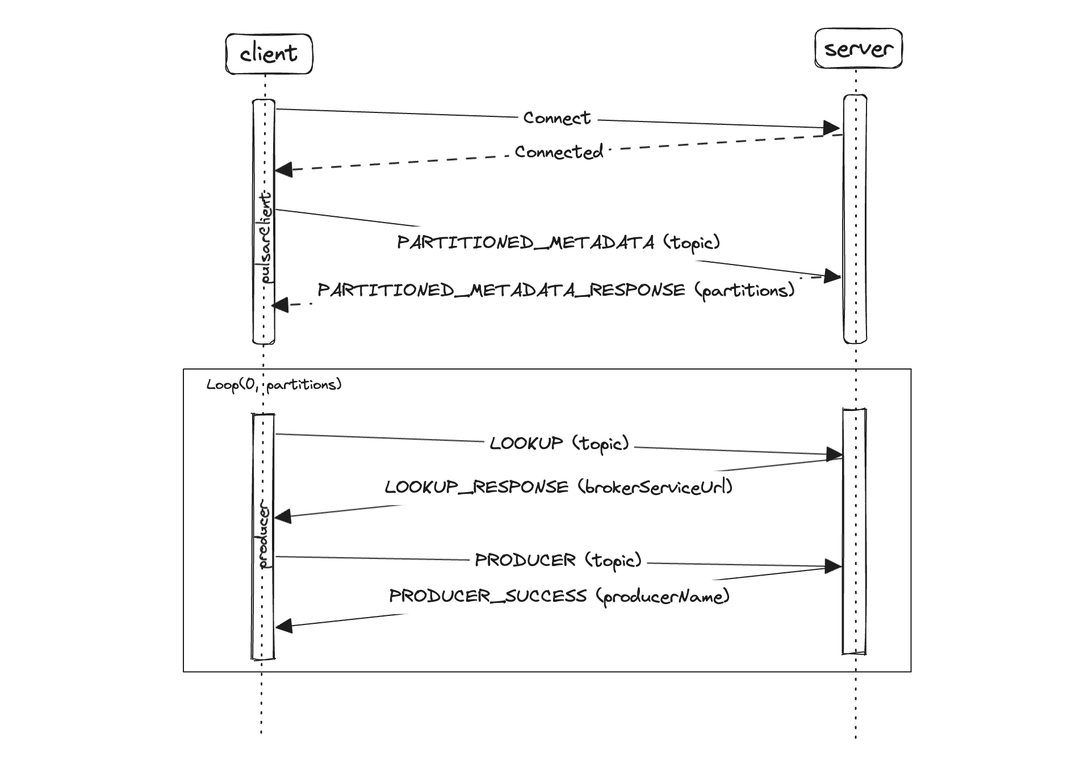 client
server
Connect
Connected
pulsarClient
PARTITIONED_METADATA (topic)
PARTITIONED_METADATA_RESPONSE (partitions)
Loop(0, partitions)
LOOKUP (topic)
LOOKUP_RESPONSE (brokerServiceUrl)
producer
PRODUCER (topic)
PRODUCER_SUCCESS (producerName)